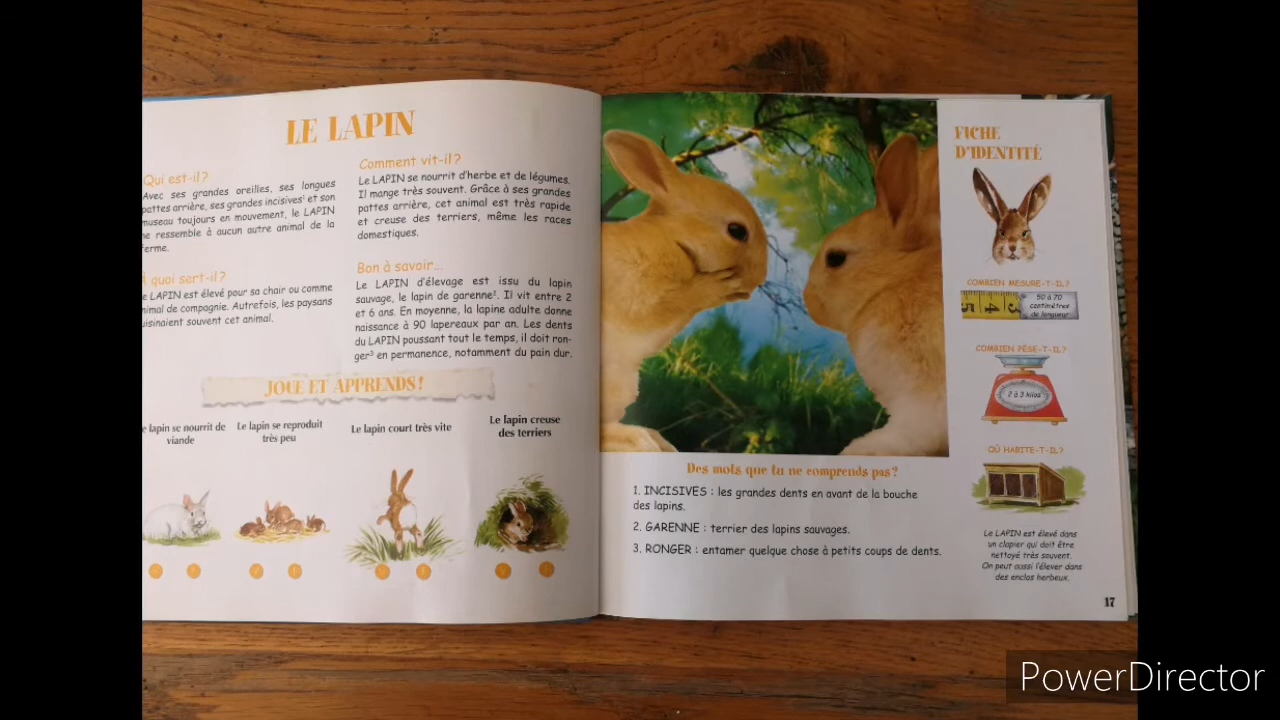 LE LAPIN
Qui est-il?
Avec ses grandes oreilles, ses longues
pattes arrière, ses grandes incisives¹ et son
museau toujours en mouvement, le LAPIN
ne ressemble à aucun autre animal de la
ferme.
À quoi sert-il?
LAPIN est élevé pour sa chair ou comme
animal de compagnie. Autrefois, les paysans
cuisinaient souvent cet animal.
Comment vit-il?
Le LAPIN se nourrit d'herbe et de légumes.
Il mange très souvent. Grâce à ses grandes
pattes arrière, cet animal est très rapide
et creuse des terriers, même les races
domestiques.
Bon à savoir...
Le LAPIN d'élevage est issu du lapin
sauvage, le lapin de garenne². Il vit entre 2
et 6 ans. En moyenne, la lapine adulte donne
naissance à 90 lapereaux par an. Les dents
du LAPIN poussant tout le temps, il doit ron-
ger³ en permanence, notamment du pain dur.
JOUE ET APPRENDS!
lapin se nourrit de
viande
Le lapin se reproduit
très peu
Le lapin court très vite
Le lapin creuse
des terriers
Des mots que tu ne comprends pas?
1. INCISIVES : les grandes dents en avant de la bouche
des lapins.
2. GARENNE : terrier des lapins sauvages.
3. RONGER : entamer quelque chose à petits coups de dents.
FICHE
D'IDENTITÉ
COMBIEN MESURE-T-IL?
50 à 70
centimètres
de longueur
COMBIEN PÈSE-T-IL?
2 à 3 kilos
OÙ HABITE-T-IL?
Le LAPIN est élevé dans
un clapier qui doit être
nettoyé très souvent.
On peut aussi l'élever dans
des enclos herbeux.
17
PowerDirector